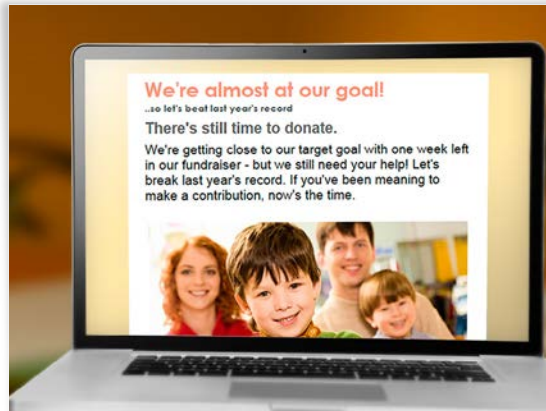 We're almost at our goal!
..so let's beat last year's record
There's still time to donate.
We're getting close to our target goal with one week left
in our fundraiser - but we still need your help! Let's
break last year's record. If you've been meaning to
make a contribution, now's the time.